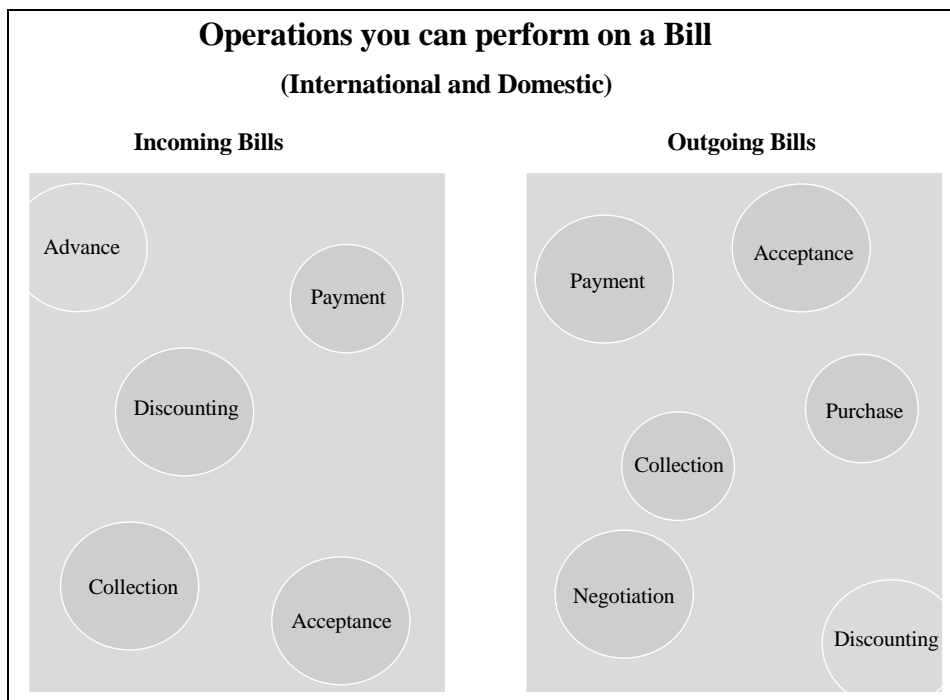 Operations you can perform on a Bill
(International and Domestic)
Incoming Bills
Advance
Payment
Discounting
Collection
Acceptance
Outgoing Bills
Payment
Acceptance
Purchase
Collection
Negotiation
Discounting